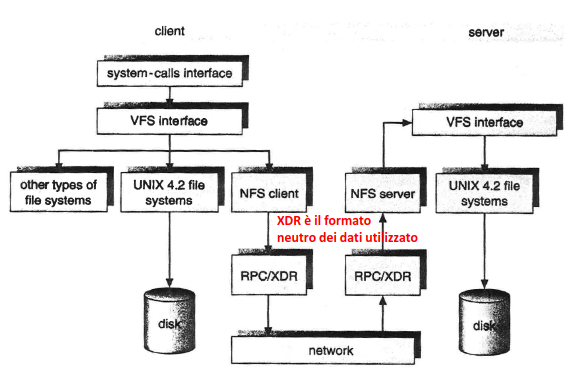 client
server
system-calls interface
VFS interface
VFS interface
other types of
file systems
UNIX 4.2 file
systems
NFS client
NFS server
UNIX 4.2 file
systems
XDR è il formato
neutro dei dati utilizzato
RPC/XDR
RPC/XDR
disk
disk
network